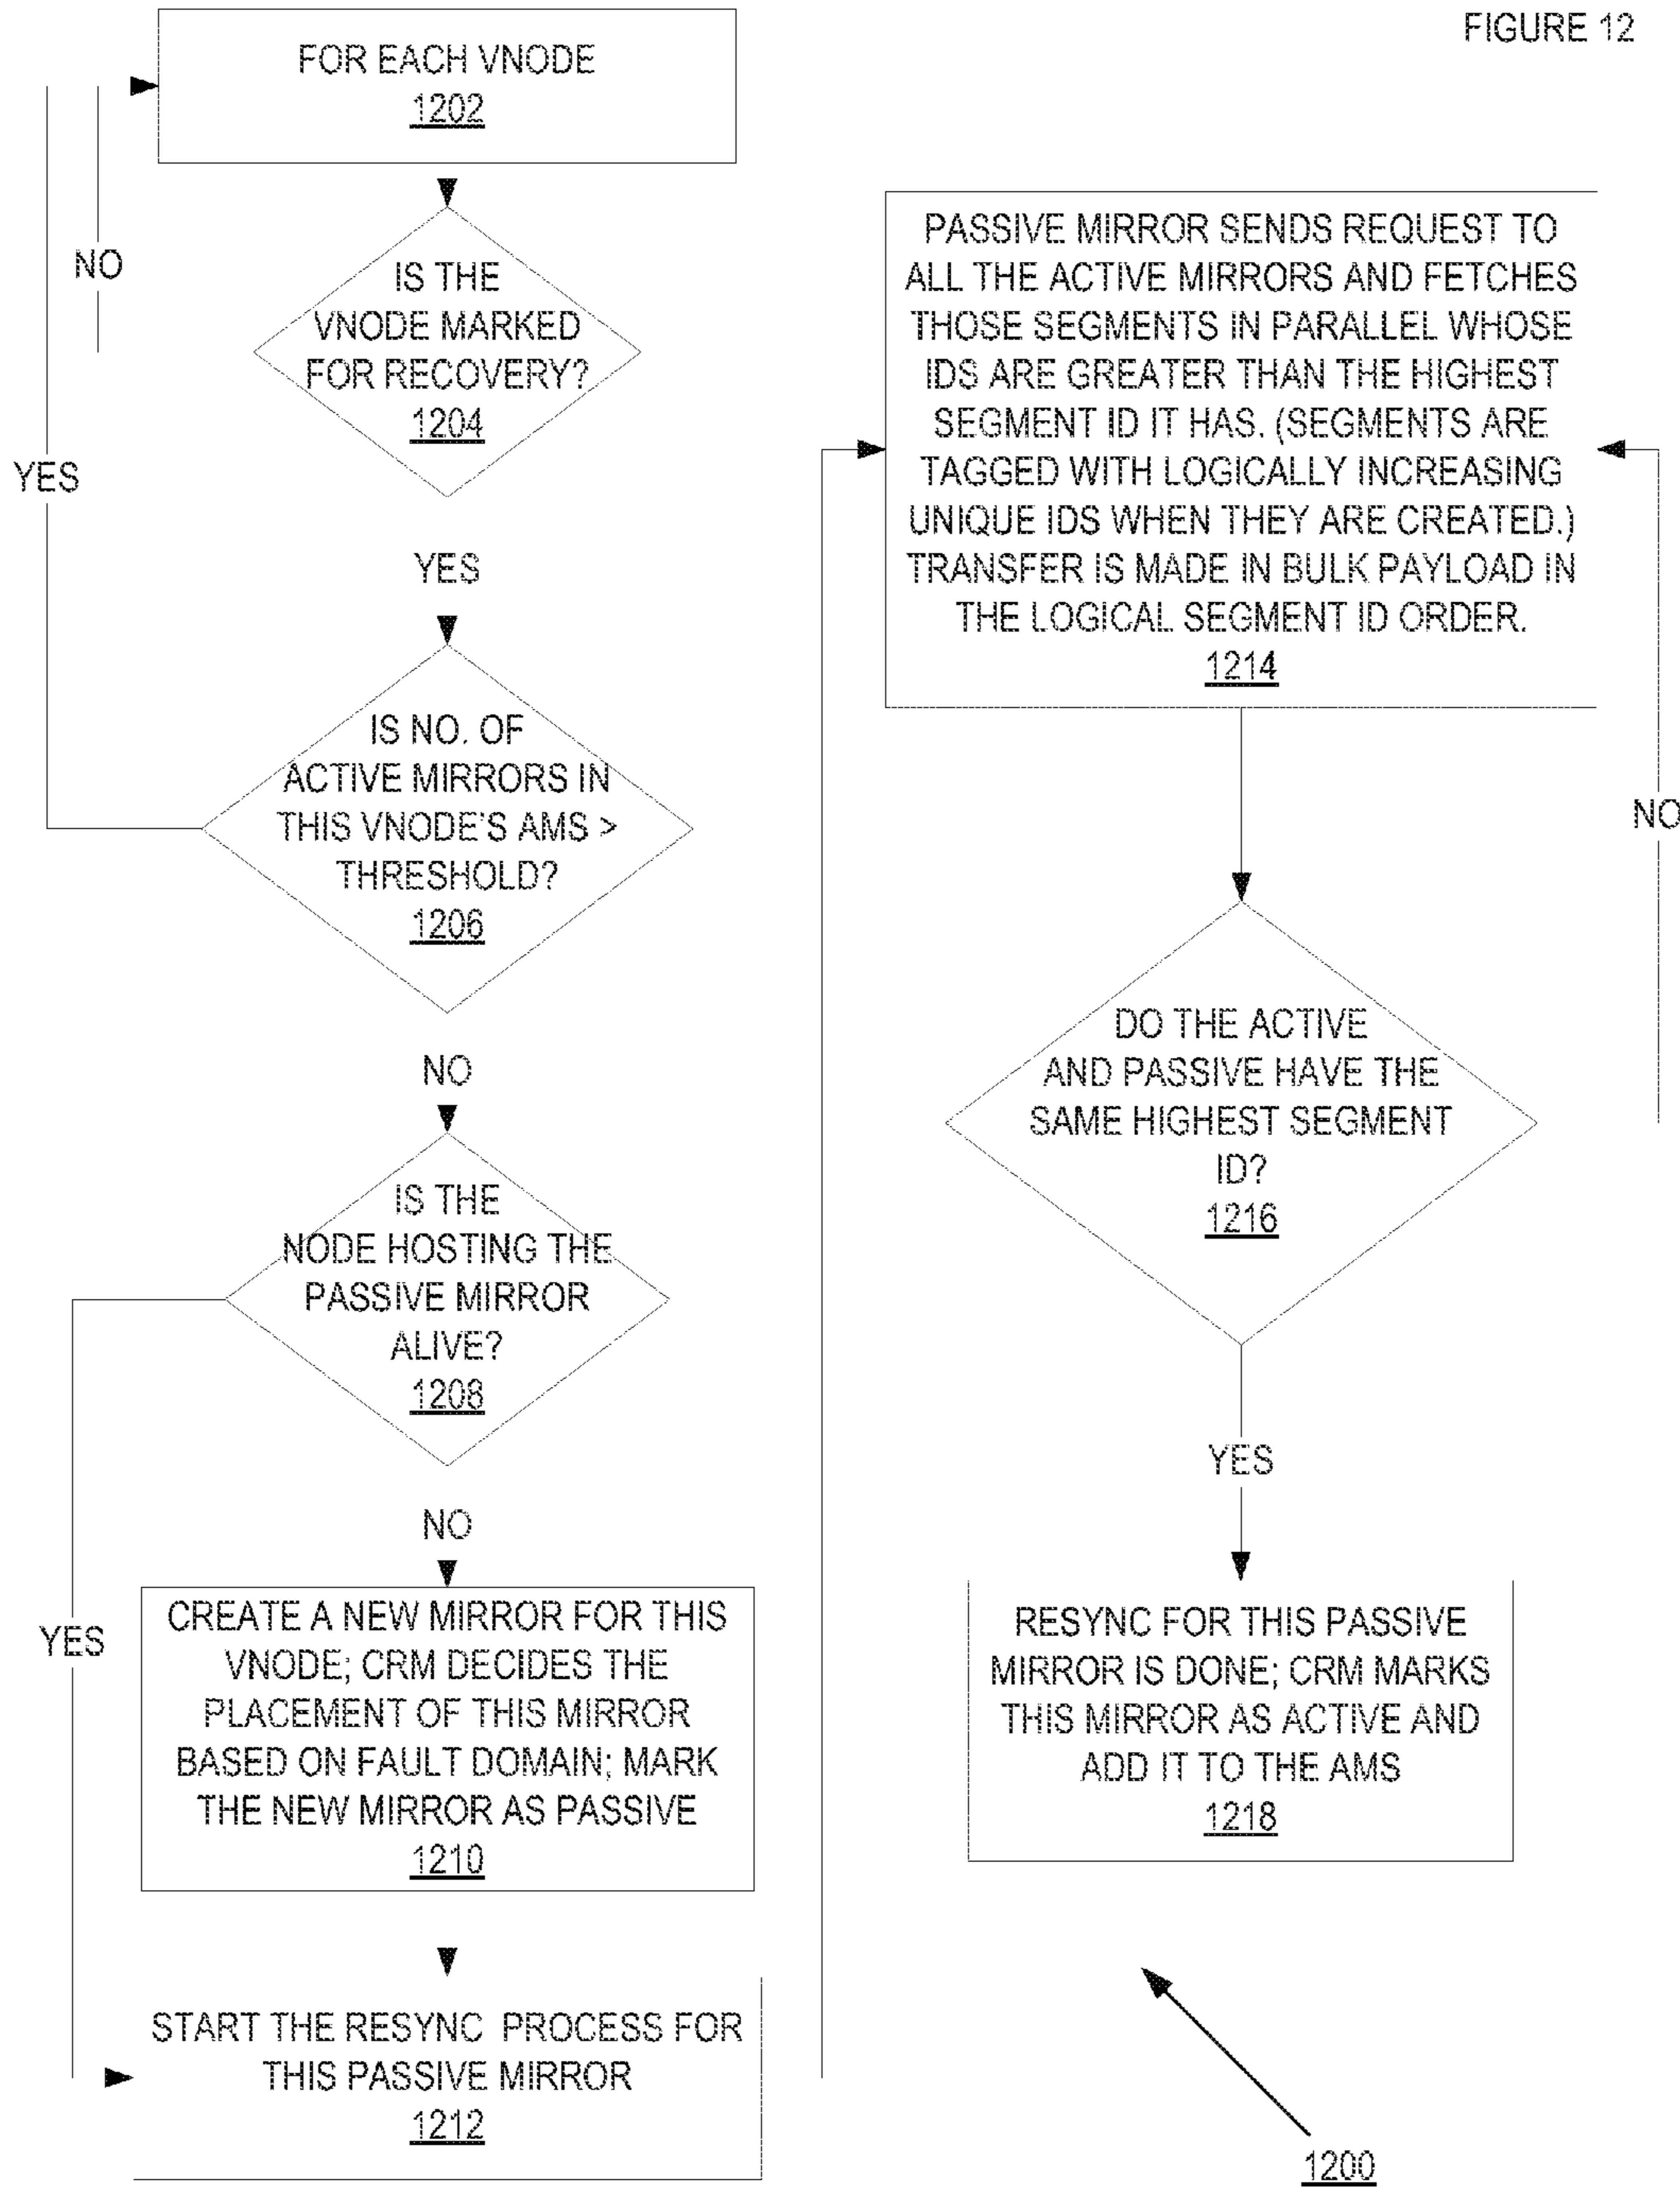 FIGURE 12
FOR EACH VNODE
1202
NO
IS THE
VNODE MARKED
FOR RECOVERY?
1204
YES
YES
IS NO. OF
ACTIVE MIRRORS IN
THIS VNODE'S AMS >
THRESHOLD?
1206
NO
IS THE
NODE HOSTING THE
PASSIVE MIRROR
ALIVE?
1208
NO
YES
CREATE A NEW MIRROR FOR THIS
VNODE; CRM DECIDES THE
PLACEMENT OF THIS MIRROR
BASED ON FAULT DOMAIN; MARK
THE NEW MIRROR AS PASSIVE
1210
START THE RESYNC PROCESS FOR
THIS PASSIVE MIRROR
1212
PASSIVE MIRROR SENDS REQUEST TO
ALL THE ACTIVE MIRRORS AND FETCHES
THOSE SEGMENTS IN PARALLEL WHOSE
IDS ARE GREATER THAN THE HIGHEST
SEGMENT ID IT HAS. (SEGMENTS ARE
TAGGED WITH LOGICALLY INCREASING
UNIQUE IDS WHEN THEY ARE CREATED.)
TRANSFER IS MADE IN BULK PAYLOAD IN
THE LOGICAL SEGMENT ID ORDER.
1214
NO
DO THE ACTIVE
AND PASSIVE HAVE THE
SAME HIGHEST SEGMENT
ID?
1216
YES
RESYNC FOR THIS PASSIVE
MIRROR IS DONE; CRM MARKS
THIS MIRROR AS ACTIVE AND
ADD IT TO THE AMS
1218
1200